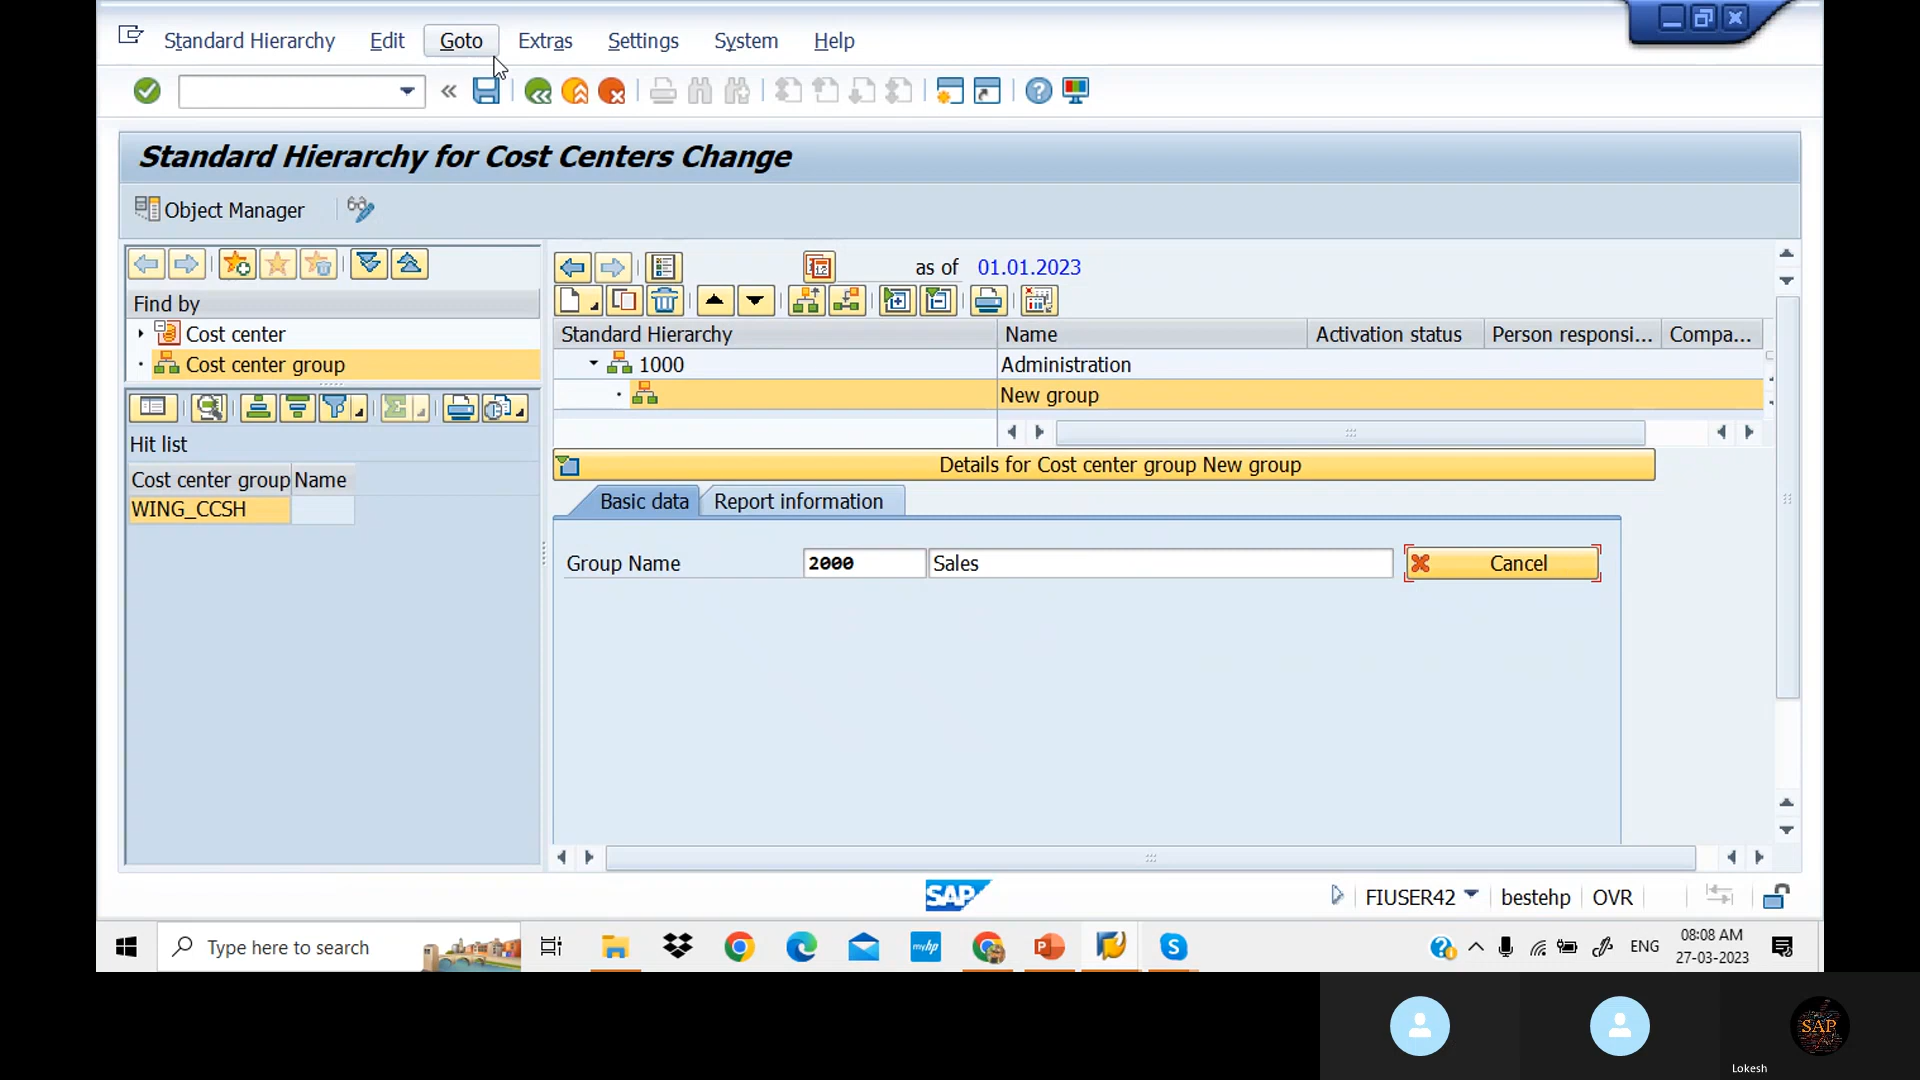 Standard Hierarchy Edit Goto Extras Settings System Help
Standard Hierarchy for Cost Centers Change
Object Manager
as of 01.01.2023
Find by
Cost center
Cost center group
Standard Hierarchy Name Activation status Person responsi... Compa...
1000 Administration
New group
Hit list
Cost center group Name
WING_CCSH
Details for Cost center group New group
Basic data Report information
Group Name 2000 Sales Cancel
SAP FIUSER42 bestehp OVR
Type here to search
myhp
ENG
08:08 AM
27-03-2023
SAP
Lokesh